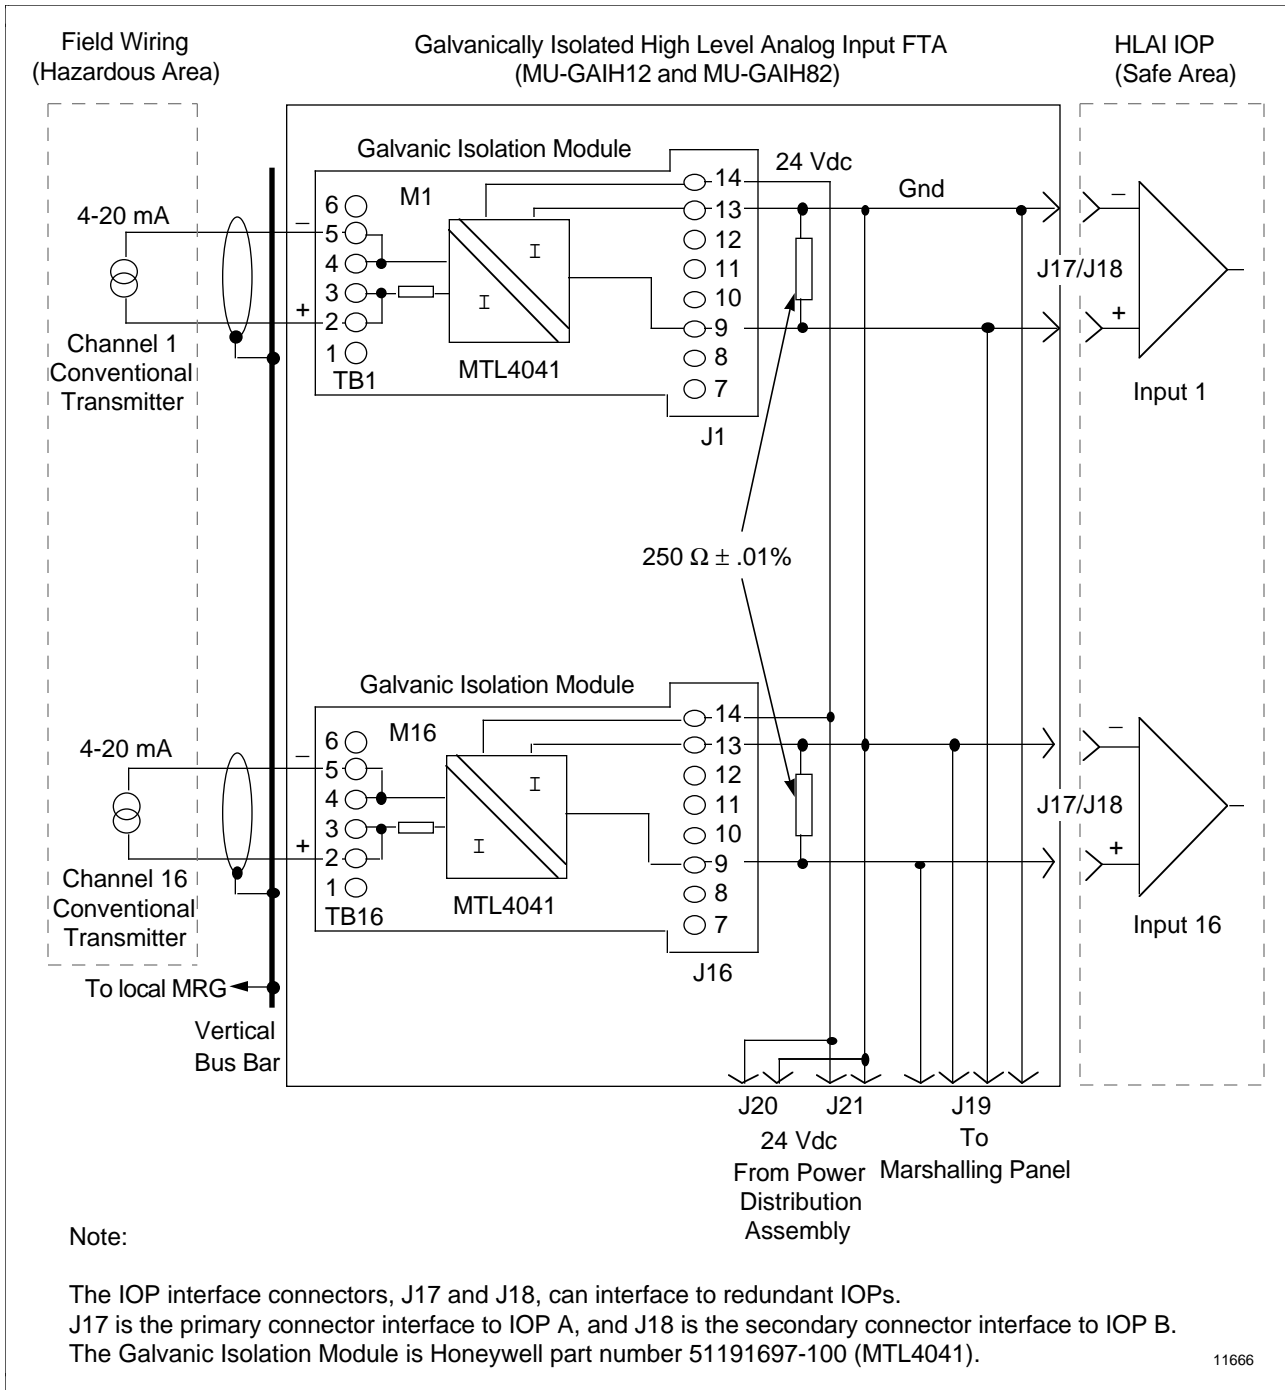 Field Wiring
(Hazardous Area)
Galvanically Isolated High Level Analog Input FTA
(MU-GAIH12 and MU-GAIH82)
HLAI IOP
(Safe Area)
Galvanic Isolation Module
M1
24 Vdc
Gnd
4-20 mA
–
+
6
5
4
3
2
1
TB1
I
I
MTL4041
14
13
12
11
10
9
8
7
J1
J17/J18
–
+
Input 1
Channel 1
Conventional
Transmitter
250 Ω ± .01%
Galvanic Isolation Module
M16
4-20 mA
–
+
6
5
4
3
2
1
TB16
I
I
MTL4041
14
13
12
11
10
9
8
7
J16
J17/J18
–
+
Input 16
Channel 16
Conventional
Transmitter
To local MRG
Vertical
Bus Bar
J20
J21
J19
24 Vdc
From Power
Distribution
Assembly
To
Marshalling Panel
Note:
The IOP interface connectors, J17 and J18, can interface to redundant IOPs.
J17 is the primary connector interface to IOP A, and J18 is the secondary connector interface to IOP B.
The Galvanic Isolation Module is Honeywell part number 51191697-100 (MTL4041).
11666